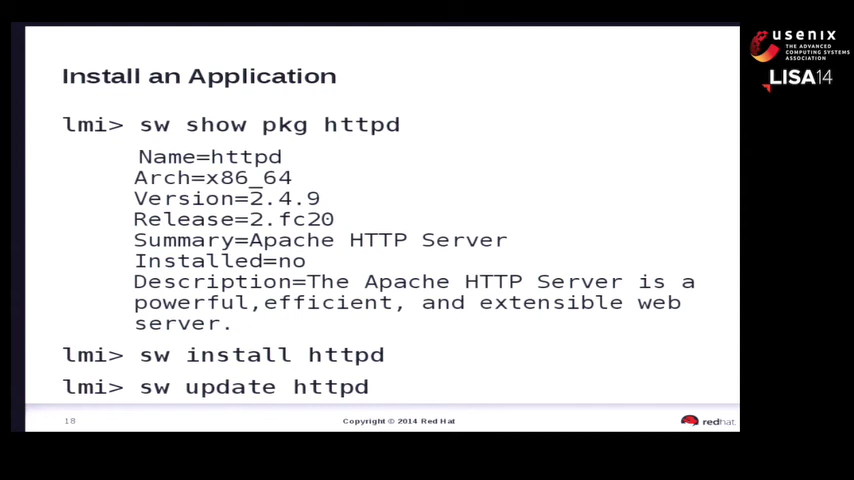 usenix
THE ADVANCED
COMPUTING SYSTEMS
ASSOCIATION
LISA14
Install an Application
lmi> sw show pkg httpd
Name=httpd
Arch=x86_64
Version=2.4.9
Release=2.fc20
Summary=Apache HTTP Server
Installed=no
Description=The Apache HTTP Server is a
powerful,efficient, and extensible web
server.
lmi> sw install httpd
lmi> sw update httpd
18
Copyright © 2014 Red Hat
redhat.